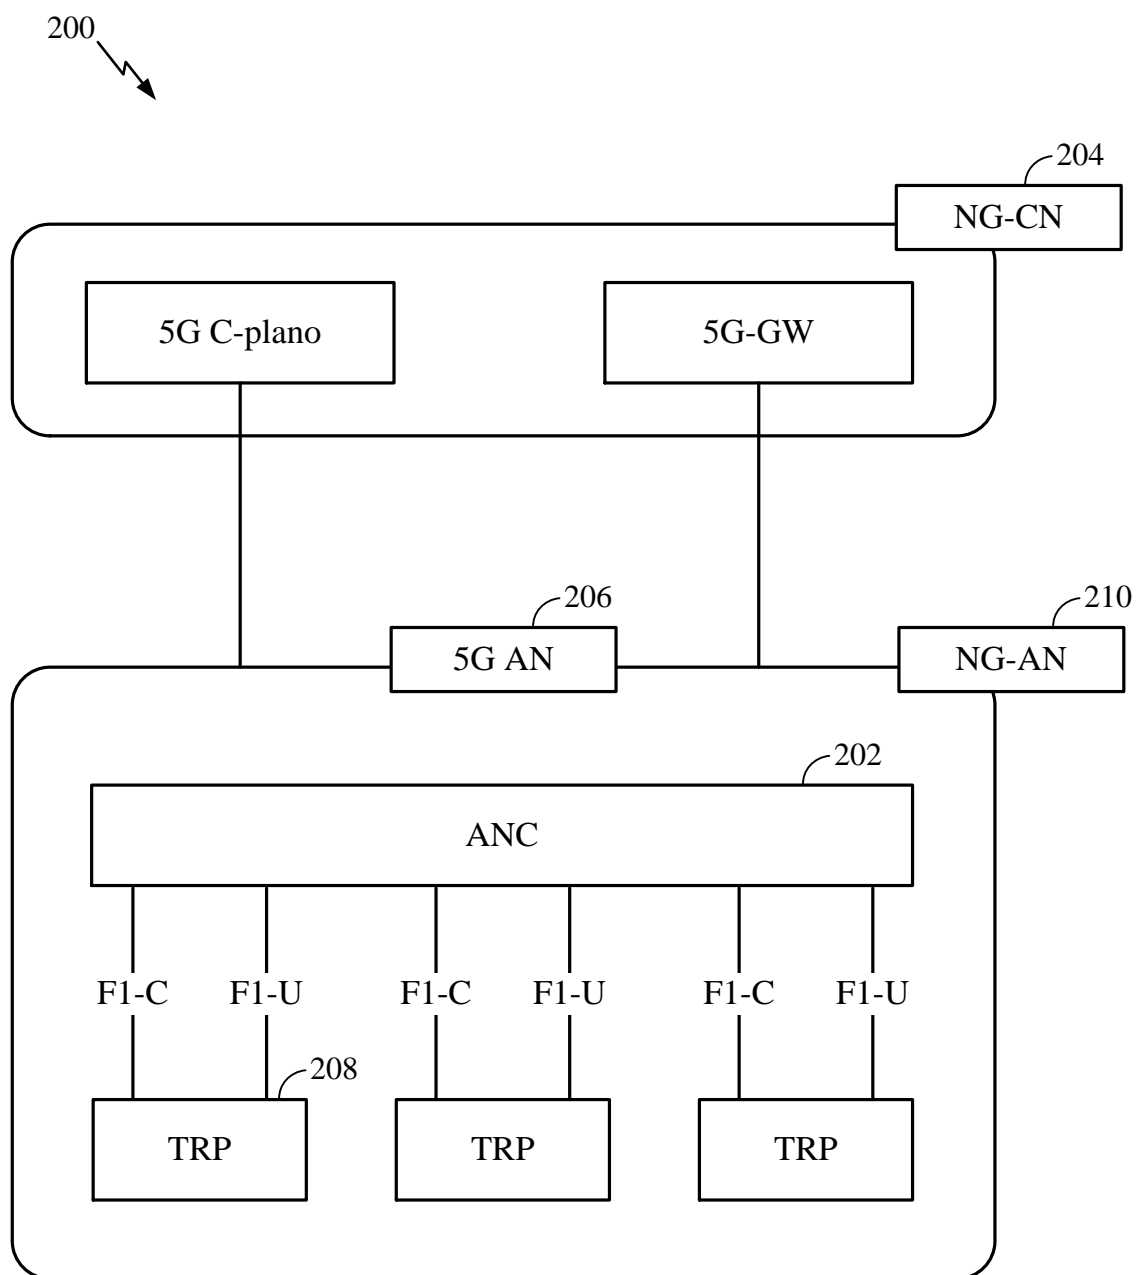 200
204
NG-CN
5G C-plano
5G-GW
206
210
5G AN
NG-AN
202
ANC
F1-C F1-U F1-C F1-U F1-C F1-U
208
TRP TRP TRP